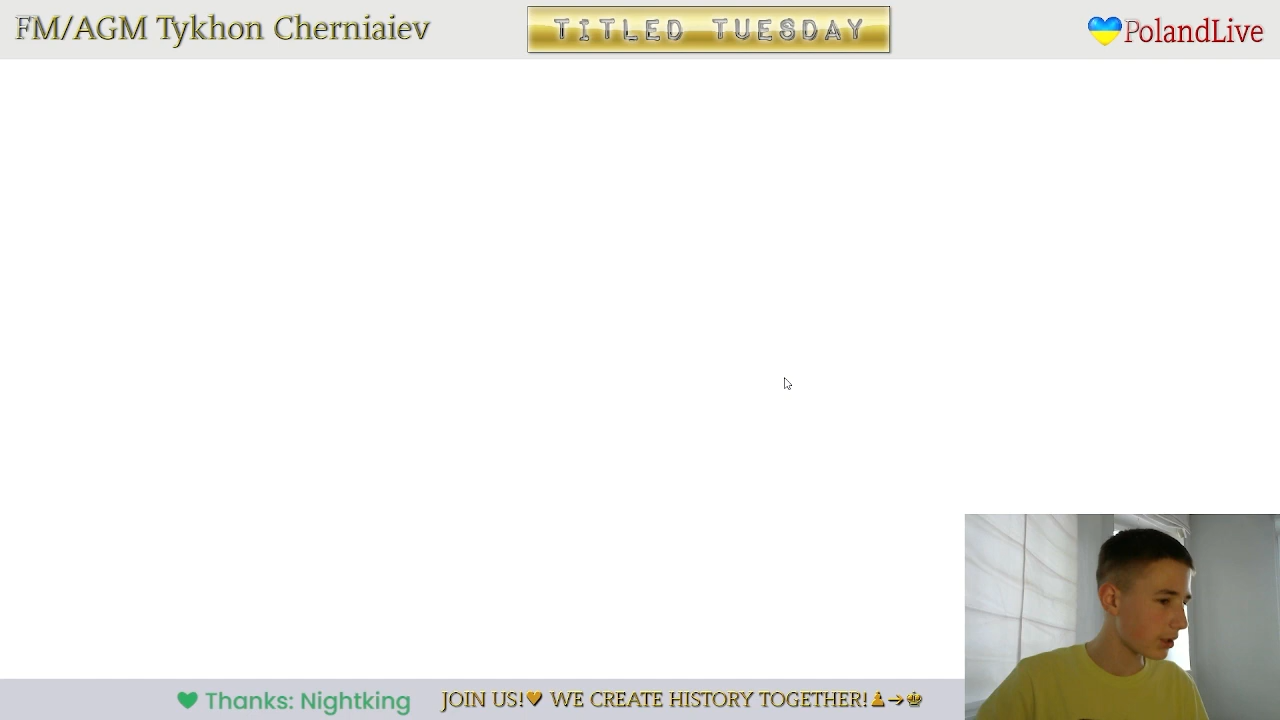 FM/AGM Tykhon Cherniaiev
TITLED TUESDAY
PolandLive
Thanks: Nightking
JOIN US!🧡 WE CREATE HISTORY TOGETHER!♟➔♚